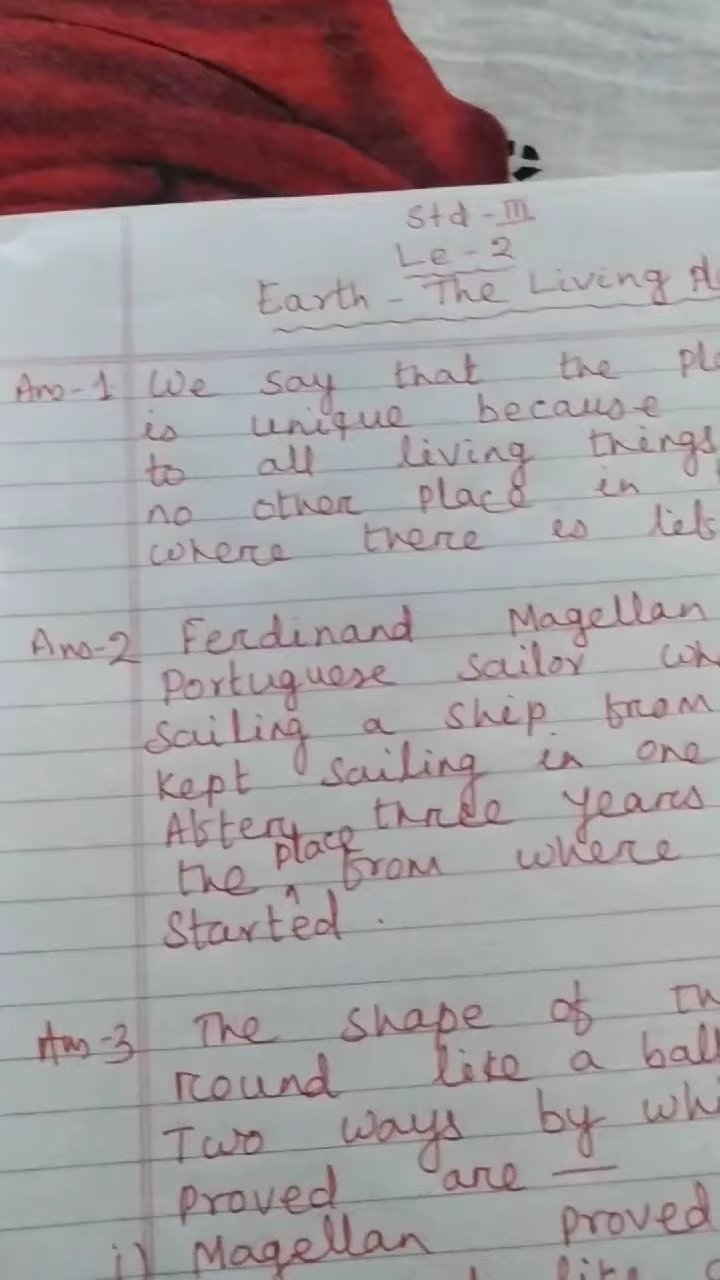 Std - III
Le - 2
Earth - The Living
Ans-1 We say that the
is unique because
to all living things
no other place in
where there is
Ans-2 Ferdinand Magellan
Portuguese sailor
Sailing a ship from
Kept sailing in one
After three years
the place from where
Started.
Ans-3 The shape of
round like a ball
Two ways by
proved are —
i) Magellan proved
like